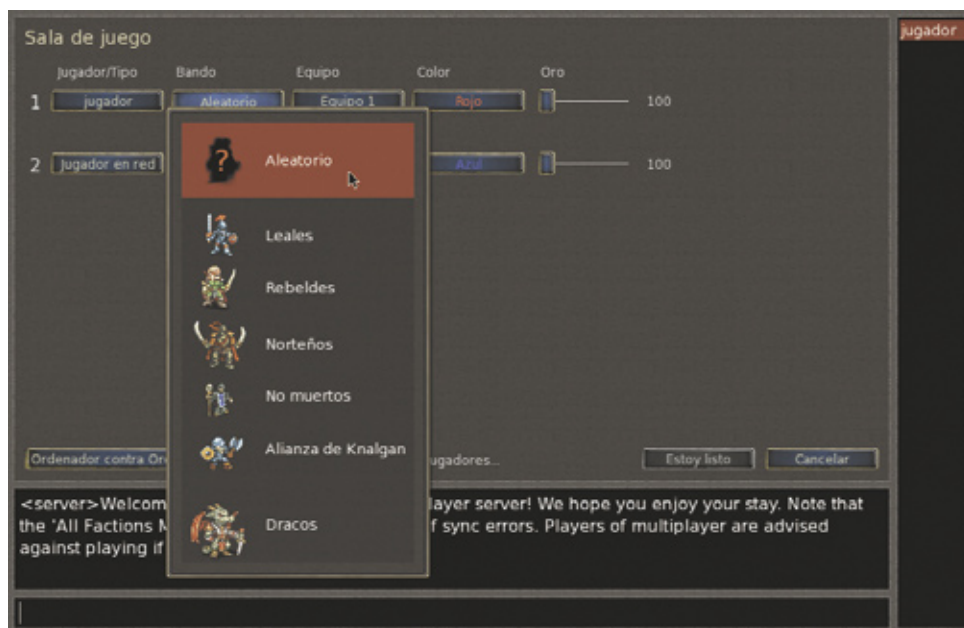 Sala de juego
jugador
Jugador/Tipo Bando Equipo Color Oro
1 jugador Aleatorio Equipo 1 Rojo 100
Aleatorio
2 Jugador en red Azul 100
Leales
Rebeldes
Norteños
No muertos
Alianza de Knalgan
Ordenador contra Or ugadores... Estoy listo Cancelar
<server>Welcom layer server! We hope you enjoy your stay. Note that
the 'All Factions M f sync errors. Players of multiplayer are advised
Dracos
against playing if